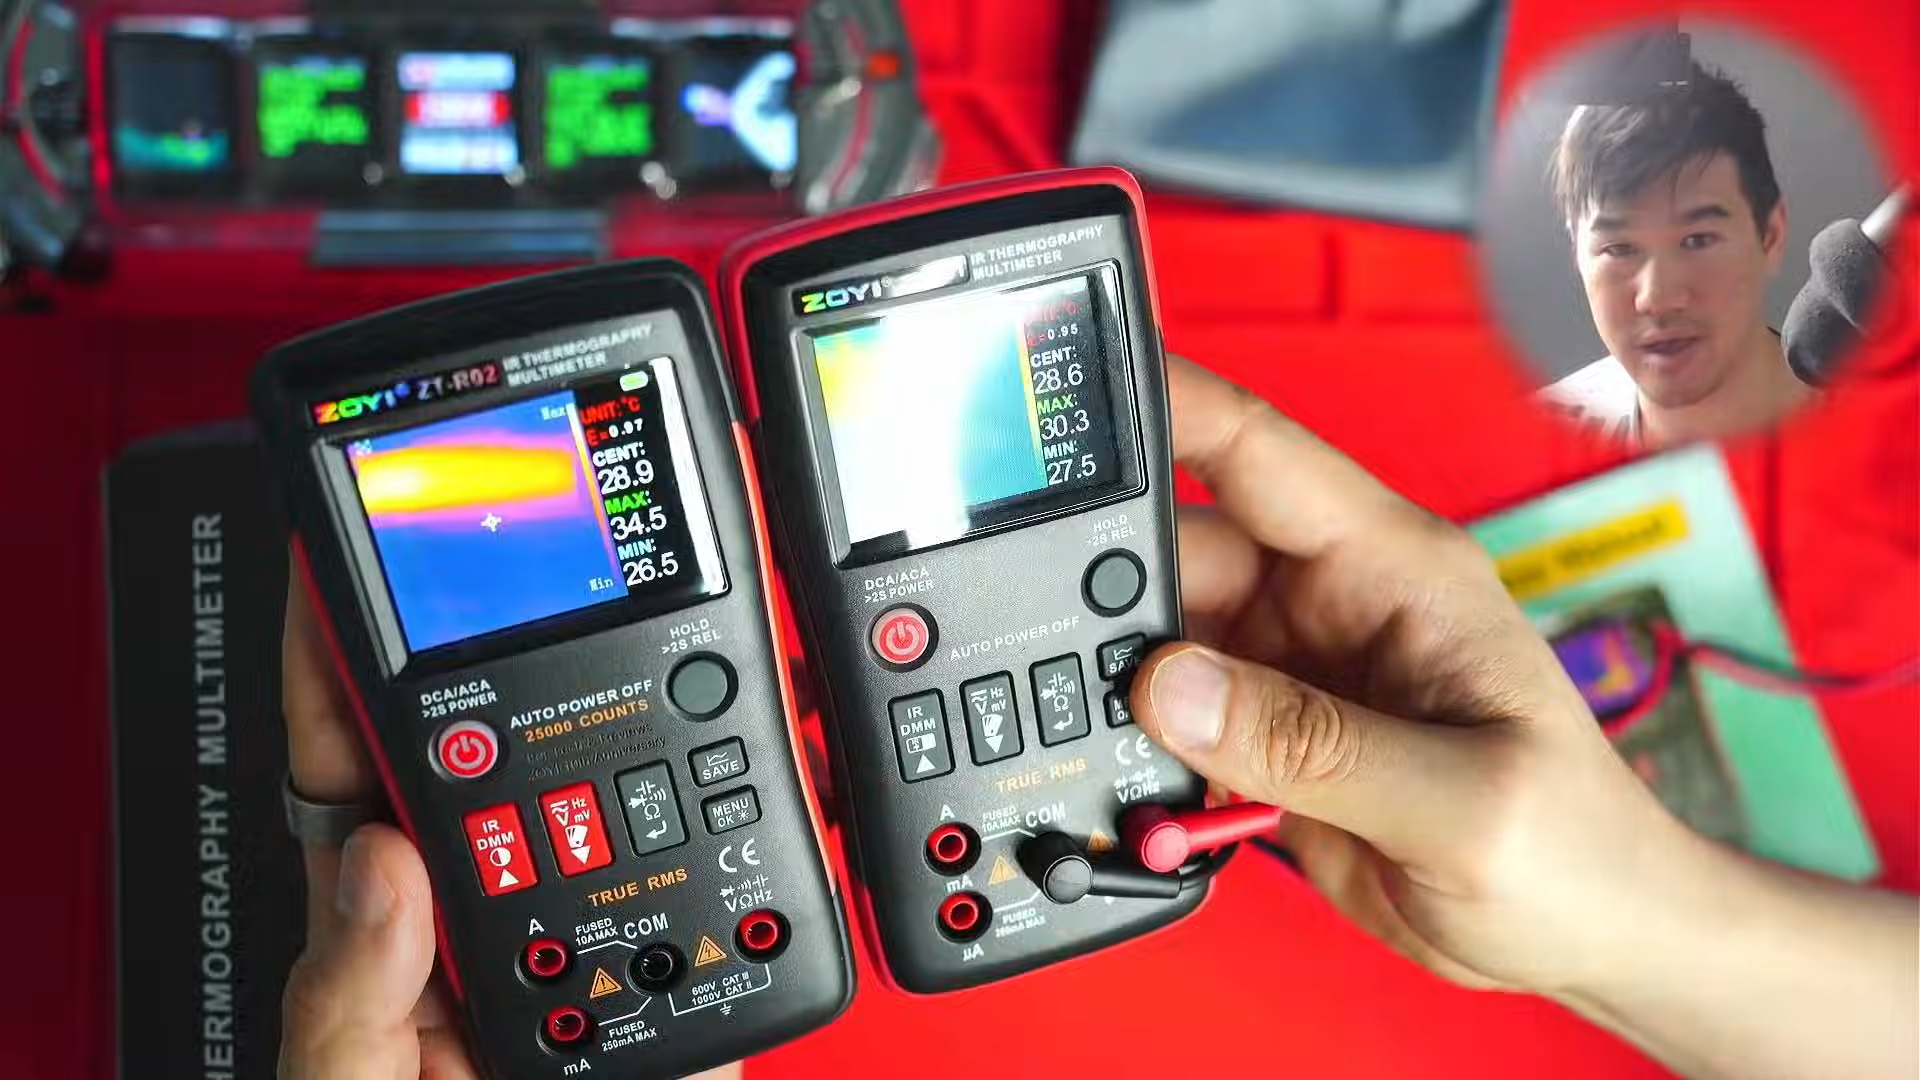 THERMOGRAPHY MULTIMETER
ZOYI® ZT-R02
IR THERMOGRAPHY
MULTIMETER
Max
UNIT:°C
E=0.97
CENT:
28.9
MAX:
34.5
MIN:
26.5
Min
HOLD
>2S REL
DCA/ACA
>2S POWER
AUTO POWER OFF
25000 COUNTS
ZOYI 10th Anniversary
SAVE
MENU
OK
IR
DMM
Hz
V mV
Ω
TRUE RMS
CE
VΩHz
A
FUSED
10A MAX
COM
600V CAT III
1000V CAT II
FUSED
250mA MAX
mA
ZOYI®
IR THERMOGRAPHY
MULTIMETER
UNIT:°C
E=0.95
CENT:
28.6
MAX:
30.3
MIN:
27.5
HOLD
>2S REL
DCA/ACA
>2S POWER
AUTO POWER OFF
SAVE
IR
DMM
Hz
V mV
Ω
TRUE RMS
CE
VΩHz
A
FUSED
10A MAX
COM
mA
FUSED
µA